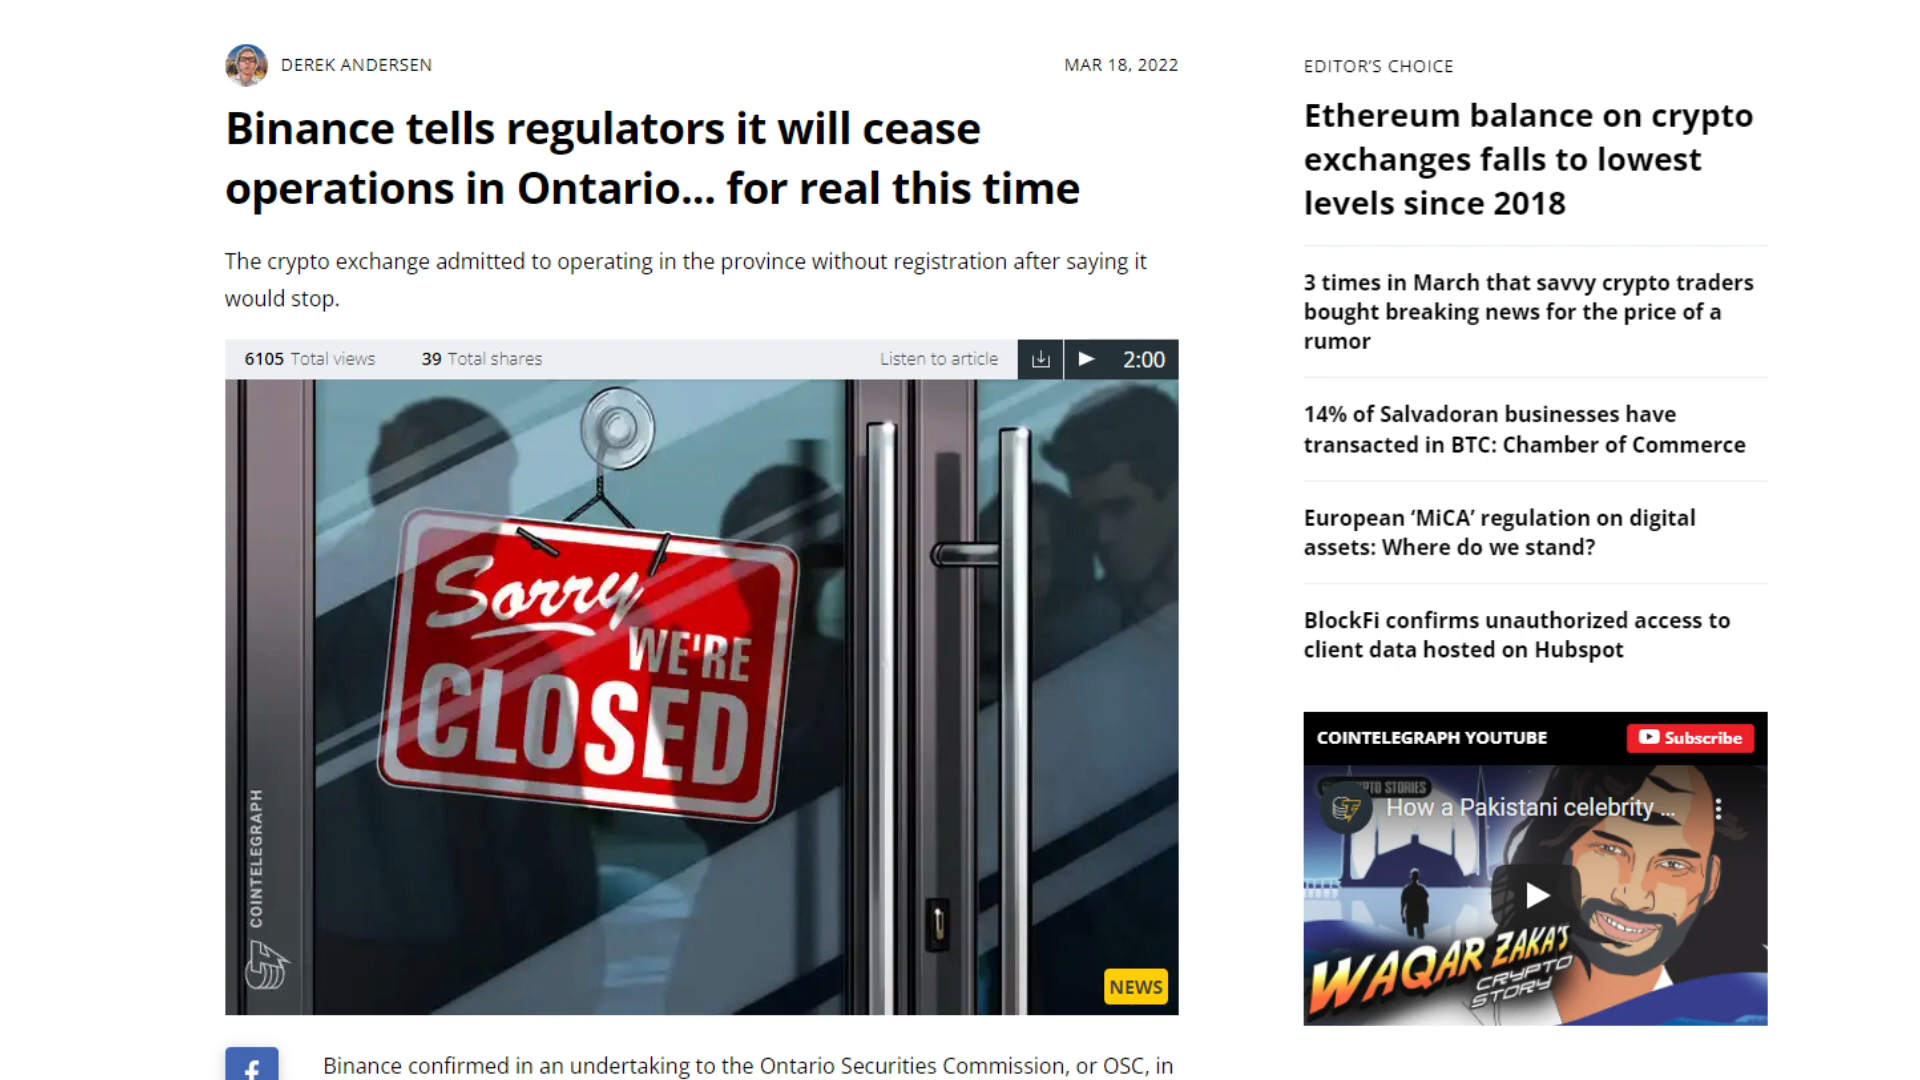 DEREK ANDERSEN
MAR 18, 2022
Binance tells regulators it will cease
operations in Ontario... for real this time
The crypto exchange admitted to operating in the province without registration after saying it
would stop.
6105 Total views 39 Total shares Listen to article 2:00
Sorry
WE'RE
CLOSED
COINTELEGRAPH
NEWS
f
Binance confirmed in an undertaking to the Ontario Securities Commission, or OSC, in
EDITOR'S CHOICE
Ethereum balance on crypto
exchanges falls to lowest
levels since 2018
3 times in March that savvy crypto traders
bought breaking news for the price of a
rumor
14% of Salvadoran businesses have
transacted in BTC: Chamber of Commerce
European ‘MiCA’ regulation on digital
assets: Where do we stand?
BlockFi confirms unauthorized access to
client data hosted on Hubspot
COINTELEGRAPH YOUTUBE Subscribe
STORIES
How a Pakistani celebrity ...
WAQAR ZAKA'S
CRYPTO
STORY